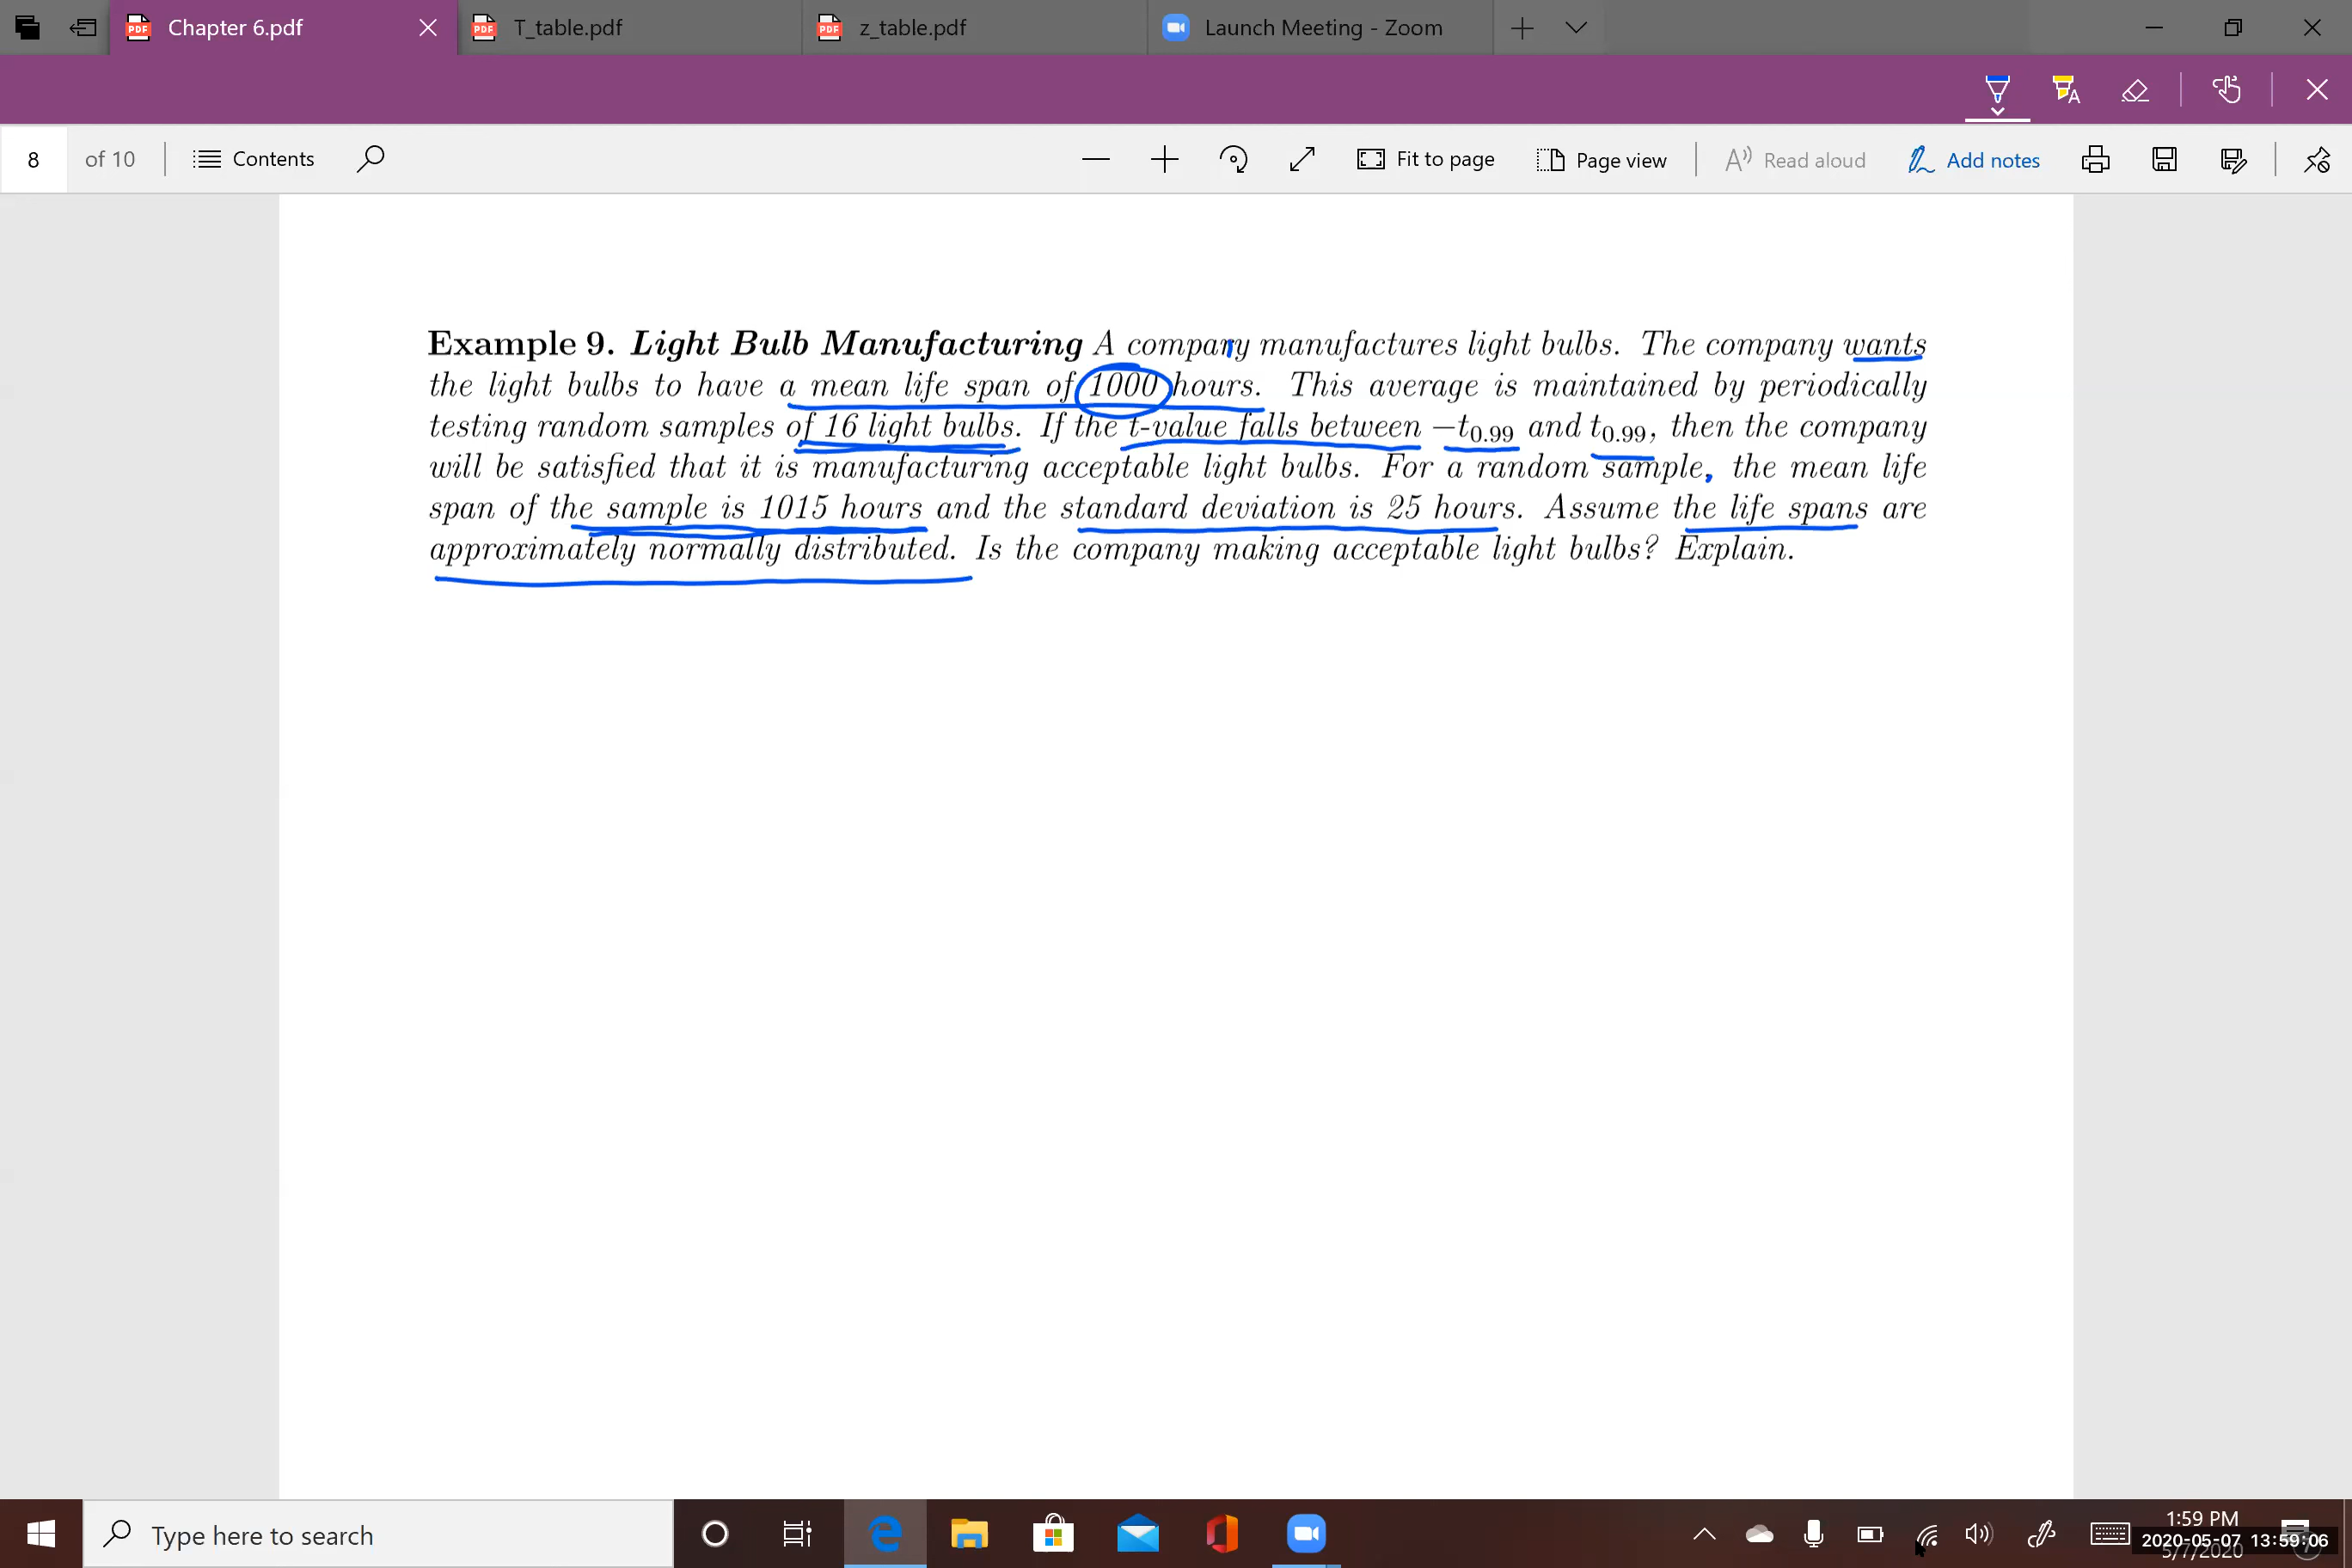 Chapter 6.pdf
T_table.pdf
z_table.pdf
Launch Meeting - Zoom
8 of 10
Contents
Fit to page
Page view
Read aloud
Add notes
Example 9. Light Bulb Manufacturing A company manufactures light bulbs. The company wants
the light bulbs to have a mean life span of 1000 hours. This average is maintained by periodically
testing random samples of 16 light bulbs. If the t-value falls between −t0.99 and t0.99, then the company
will be satisfied that it is manufacturing acceptable light bulbs. For a random sample, the mean life
span of the sample is 1015 hours and the standard deviation is 25 hours. Assume the life spans are
approximately normally distributed. Is the company making acceptable light bulbs? Explain.
Type here to search
1:59 PM
2020-05-07 13:59:06
5/7/2020